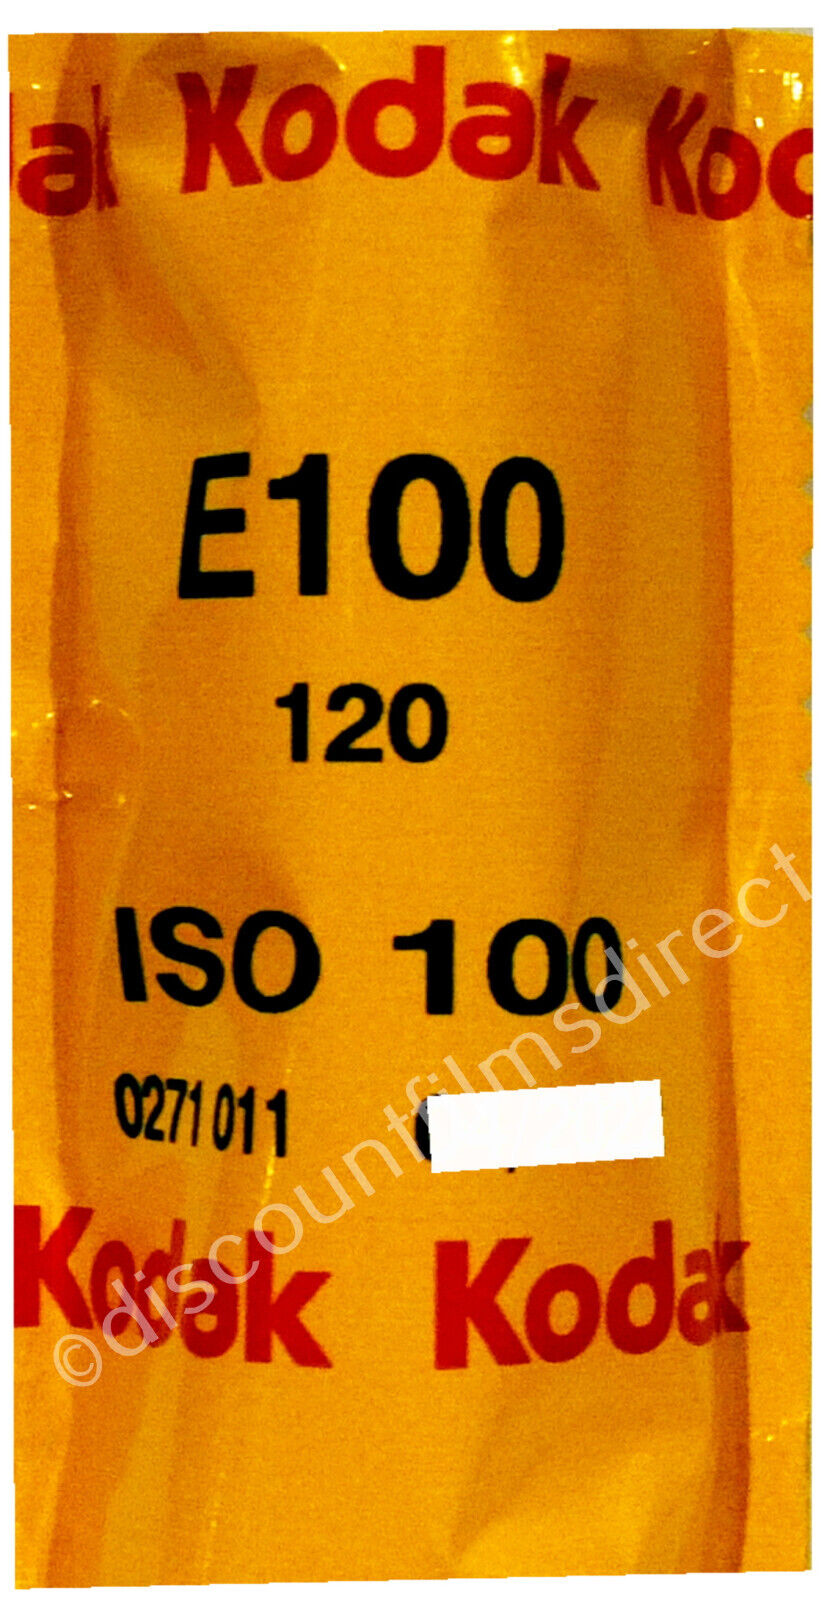 Kodak
E100
120
ISO 100
0271011
Kodak Kodak
©discountfilmsdirect